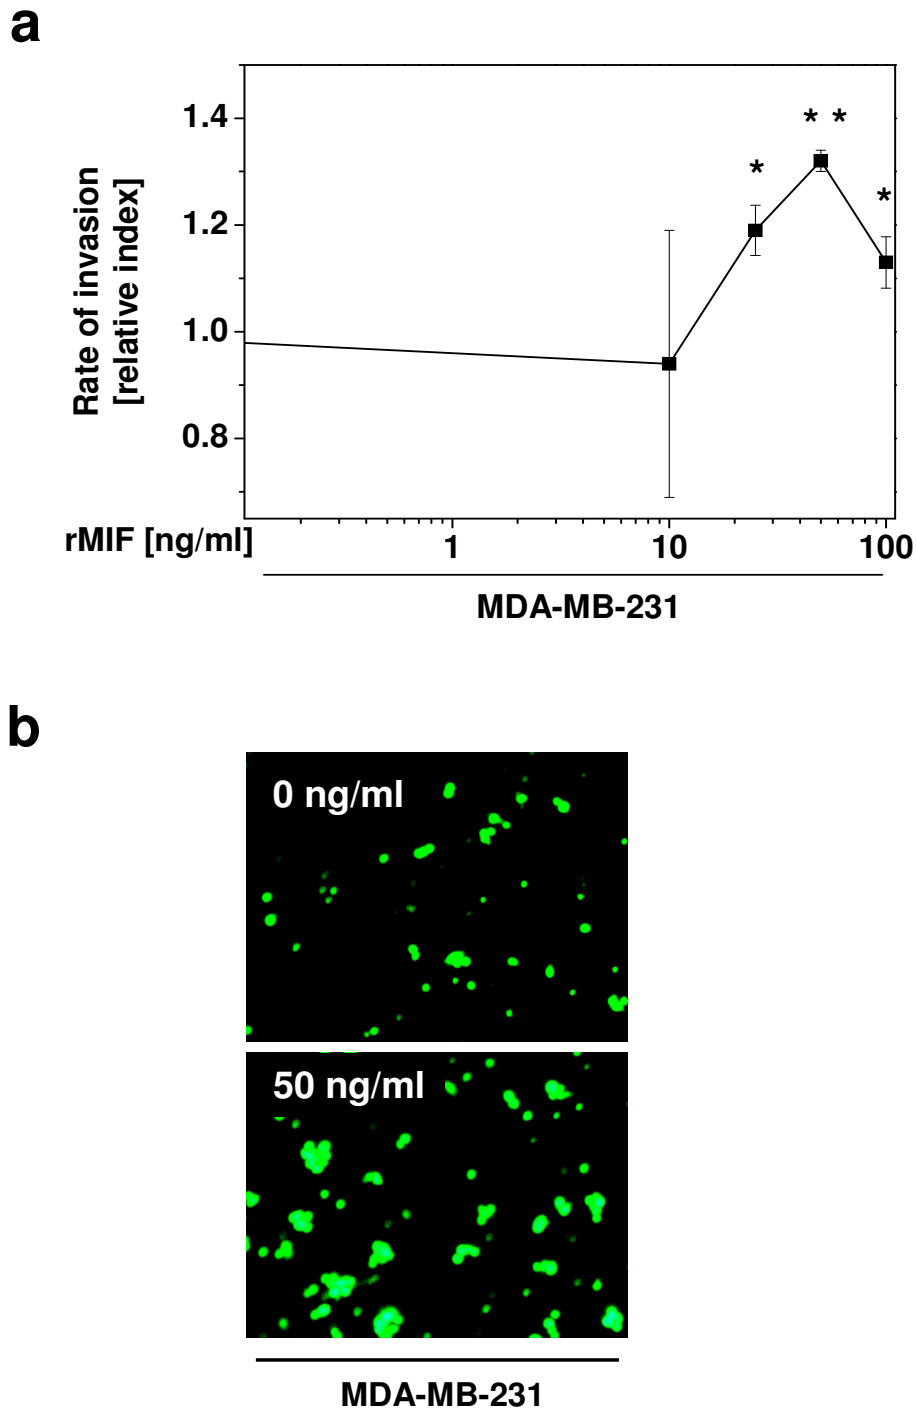 a
1.4
* *
*
*
1.2
Rate of invasion
[relative index]
1.0
0.8
rMIF [ng/ml]
1 10 100
MDA-MB-231
b
0 ng/ml
50 ng/ml
MDA-MB-231